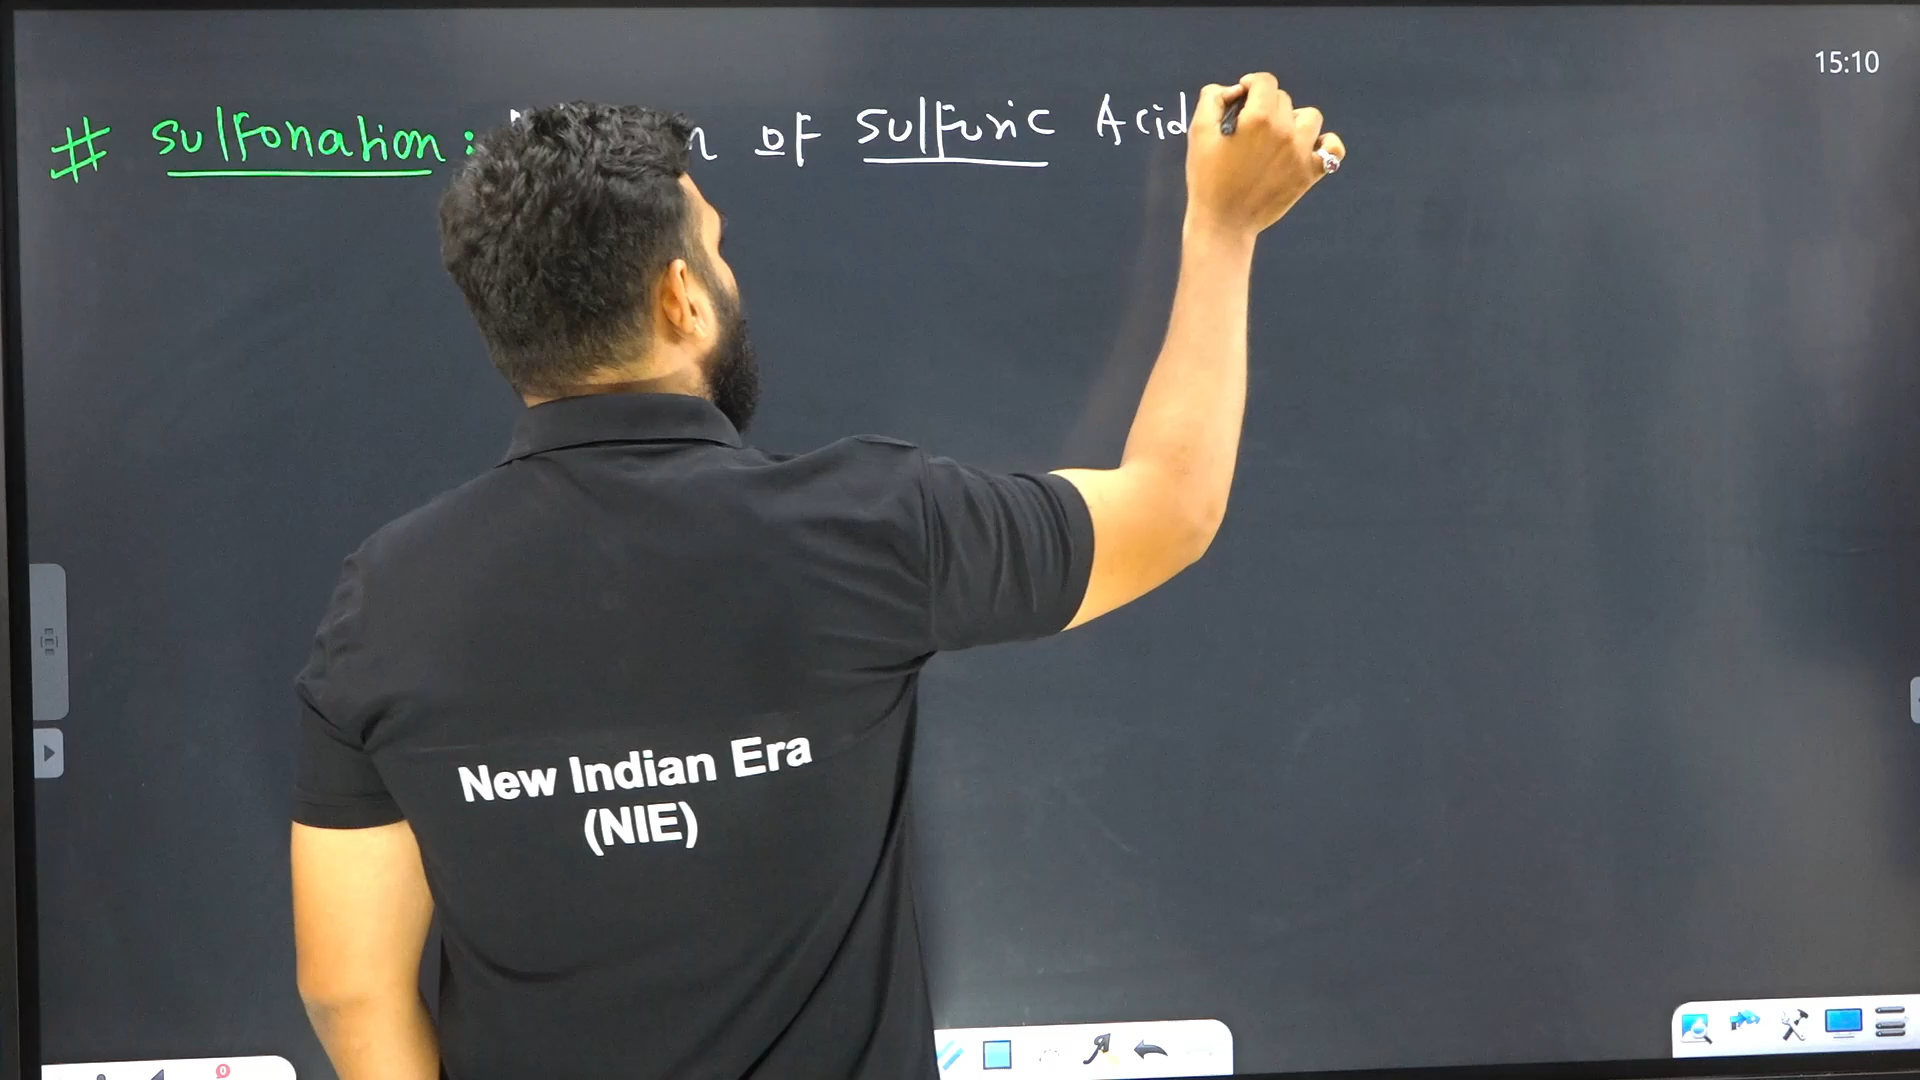 15:10
# Sulfonation: of Sulfuric Acid
New Indian Era
(NIE)